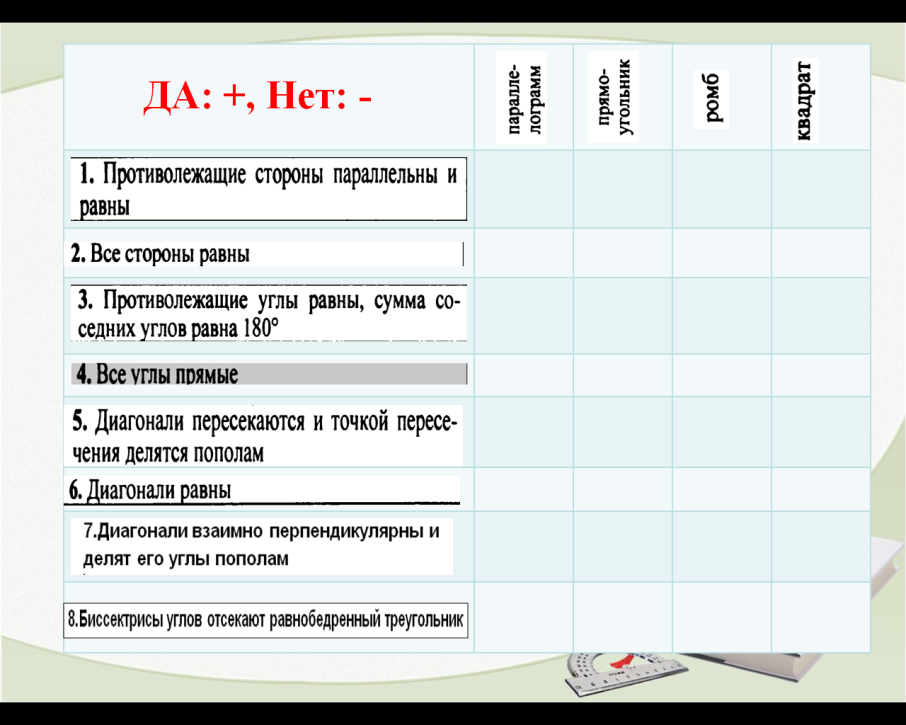 ДА: +, Нет: -
паралле-
лограмм
прямо-
угольник
ромб
квадрат
1. Противолежащие стороны параллельны и
равны
2. Все стороны равны
3. Противолежащие углы равны, сумма со-
седних углов равна 180°
4. Все углы прямые
5. Диагонали пересекаются и точкой пересе-
чения делятся пополам
6. Диагонали равны
7.Диагонали взаимно перпендикулярны и
делят его углы пополам
8.Биссектрисы углов отсекают равнобедренный треугольник